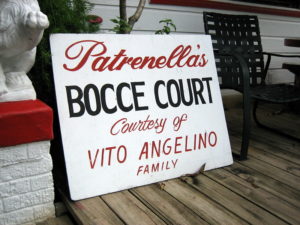 Patrenella's
BOCCE COURT
Courtesy of
VITO ANGELINO
FAMILY